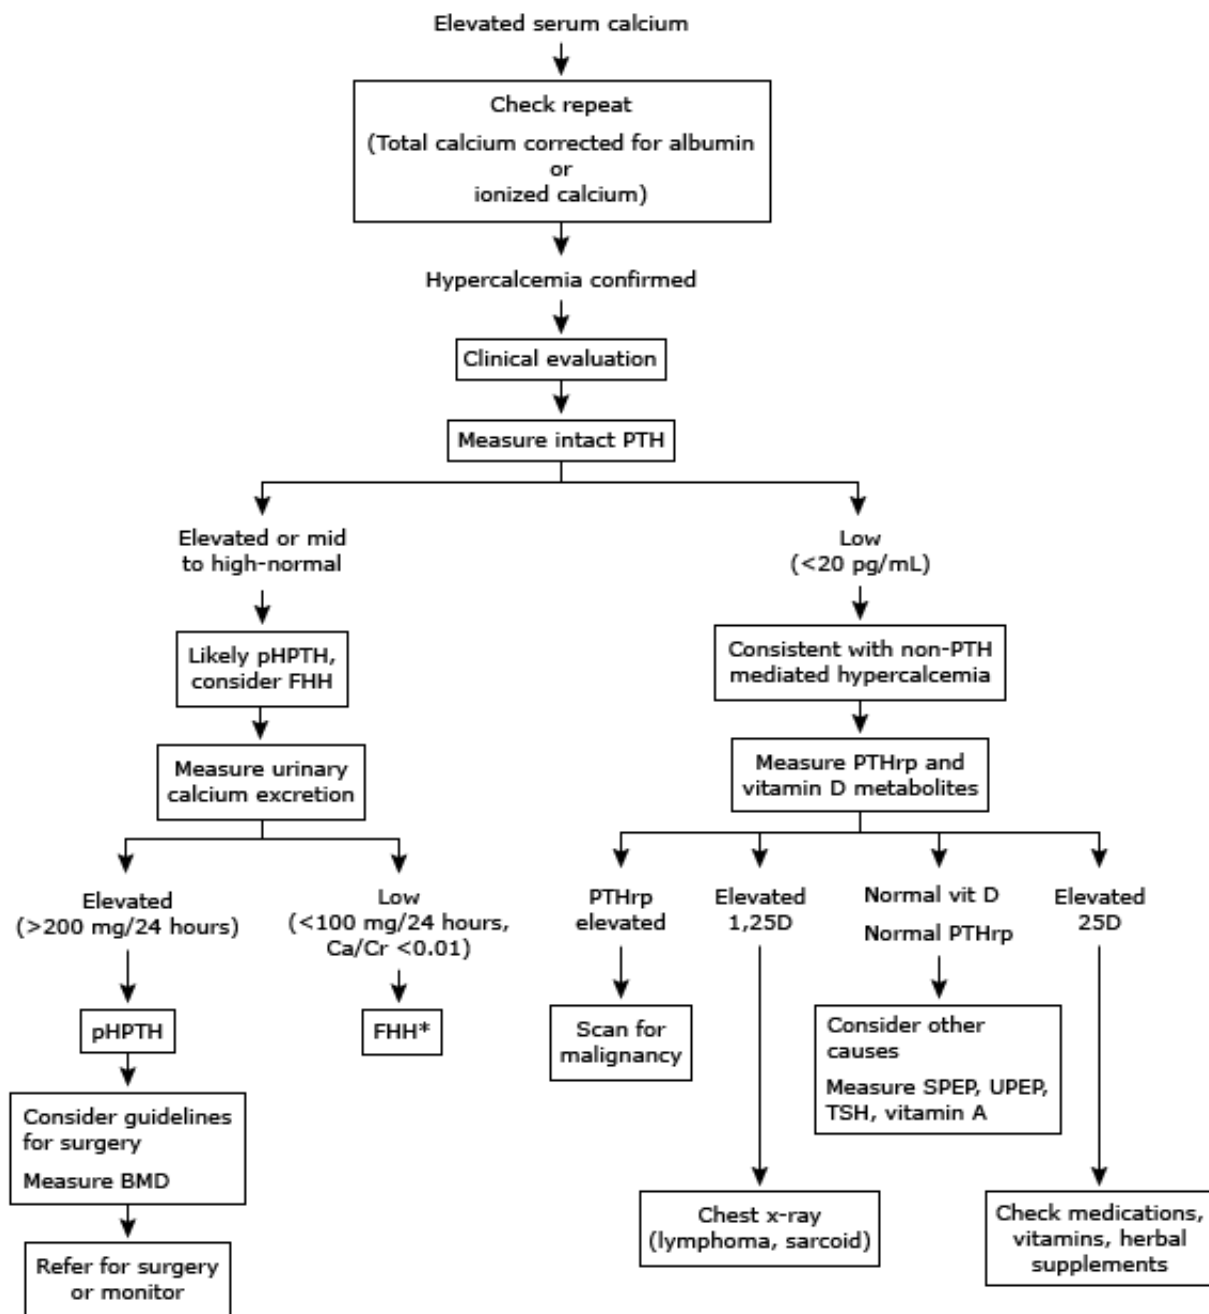 Elevated serum calcium
Check repeat
(Total calcium corrected for albumin
or
ionized calcium)
Hypercalcemia confirmed
Clinical evaluation
Measure intact PTH
Elevated or mid
to high-normal
Low
(<20 pg/mL)
Likely pHPTH,
consider FHH
Consistent with non-PTH
mediated hypercalcemia
Measure urinary
calcium excretion
Measure PTHrp and
vitamin D metabolites
Elevated
(>200 mg/24 hours)
Low
(<100 mg/24 hours,
Ca/Cr <0.01)
PTHrp
elevated
Elevated
1,25D
Normal vit D
Normal PTHrp
Elevated
25D
pHPTH
FHH*
Scan for
malignancy
Consider other
causes
Measure SPEP, UPEP,
TSH, vitamin A
Consider guidelines
for surgery
Measure BMD
Chest x-ray
(lymphoma, sarcoid)
Check medications,
vitamins, herbal
supplements
Refer for surgery
or monitor